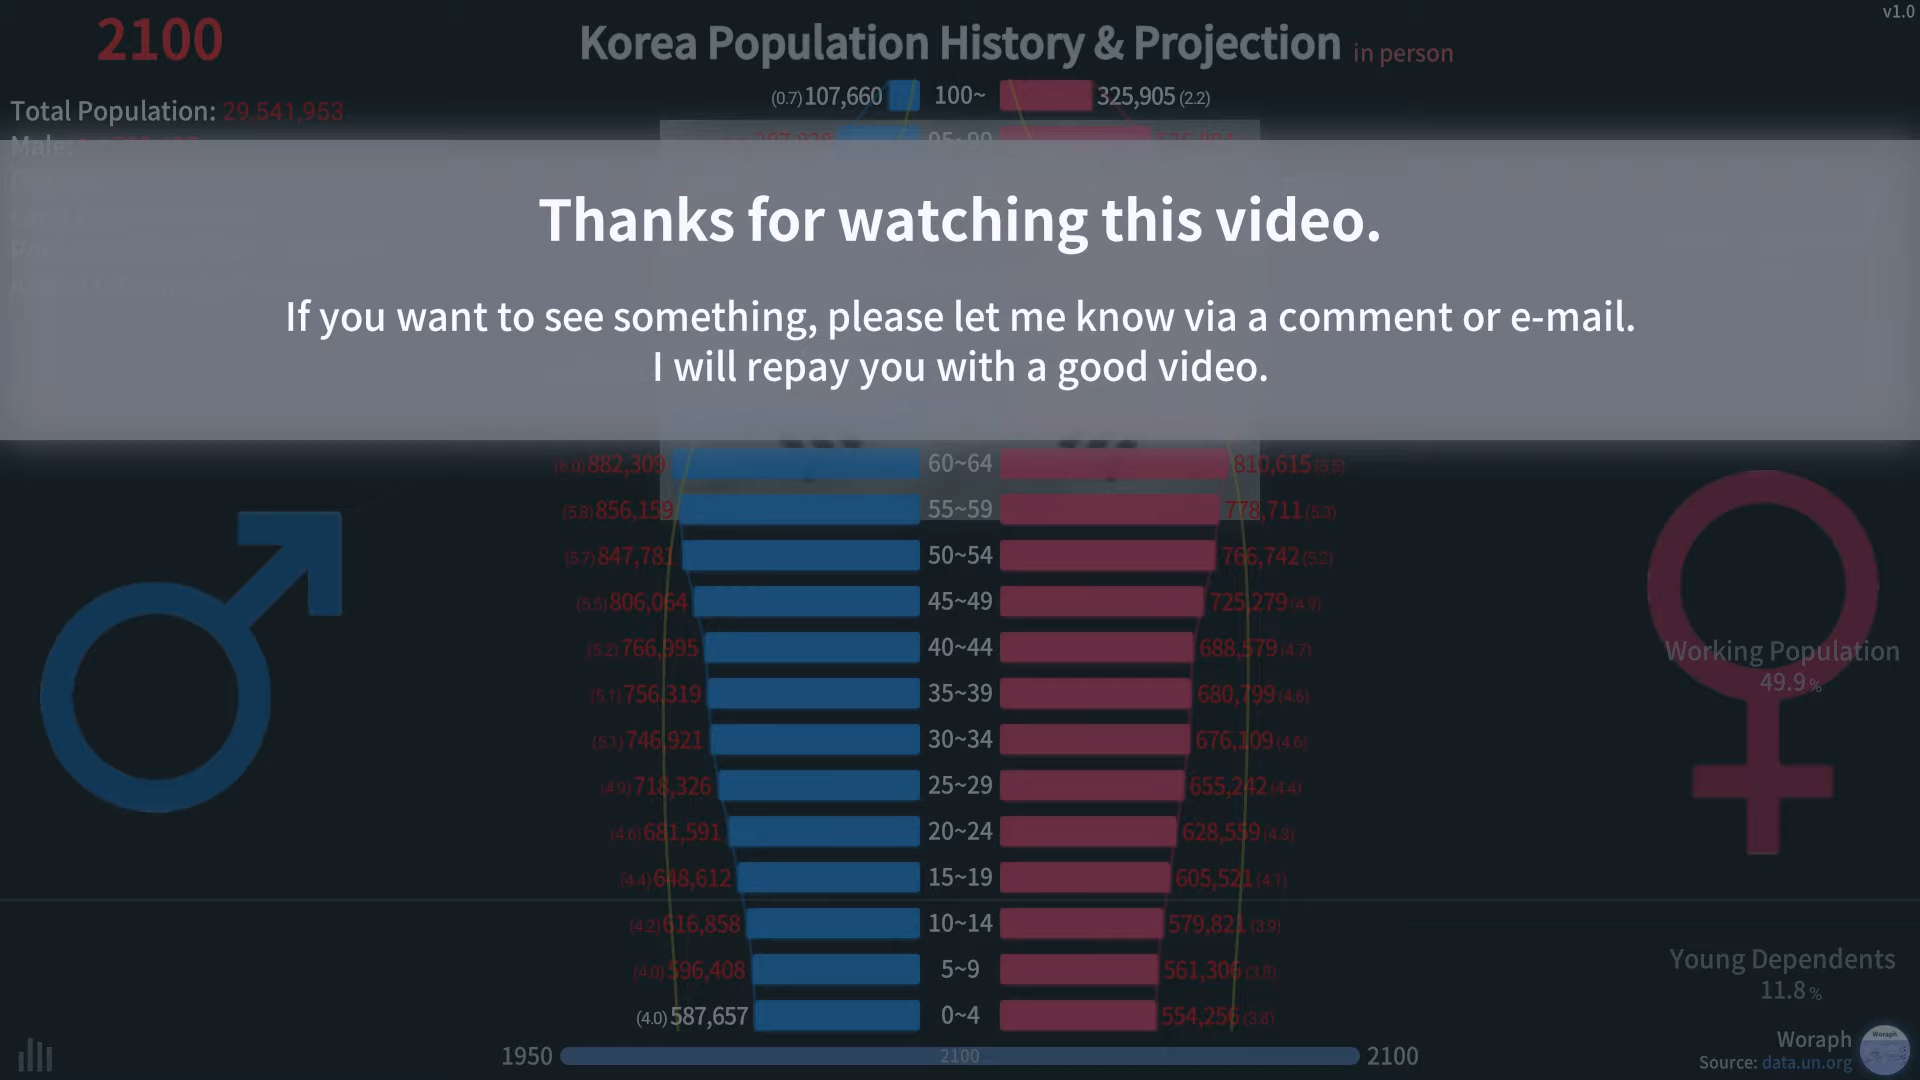 v1.0
2100
Korea Population History & Projection in person
(0.7) 107,660 100~ 325,905 (2.2)
Total Population: 29,541,953
Male:
95~99
Thanks for watching this video.
If you want to see something, please let me know via a comment or e-mail.
I will repay you with a good video.
(6.0) 882,309 60~64 810,615 (5.5)
(5.8) 856,159 55~59 778,711 (5.3)
(5.7) 847,781 50~54 766,742 (5.2)
(5.5) 806,064 45~49 725,279 (4.9)
(5.2) 766,995 40~44 688,579 (4.7)
Working Population
49.9 %
(5.1) 756,319 35~39 680,799 (4.6)
(5.1) 746,921 30~34 676,109 (4.6)
(4.9) 718,326 25~29 655,242 (4.4)
(4.6) 681,591 20~24 628,559 (4.3)
(4.4) 648,612 15~19 605,521 (4.1)
(4.2) 616,858 10~14 579,821 (3.9)
(4.0) 596,408 5~9 561,306 (3.8)
Young Dependents
11.8 %
(4.0) 587,657 0~4 554,256 (3.8)
1950 2100 2100
Woraph
Source: data.un.org